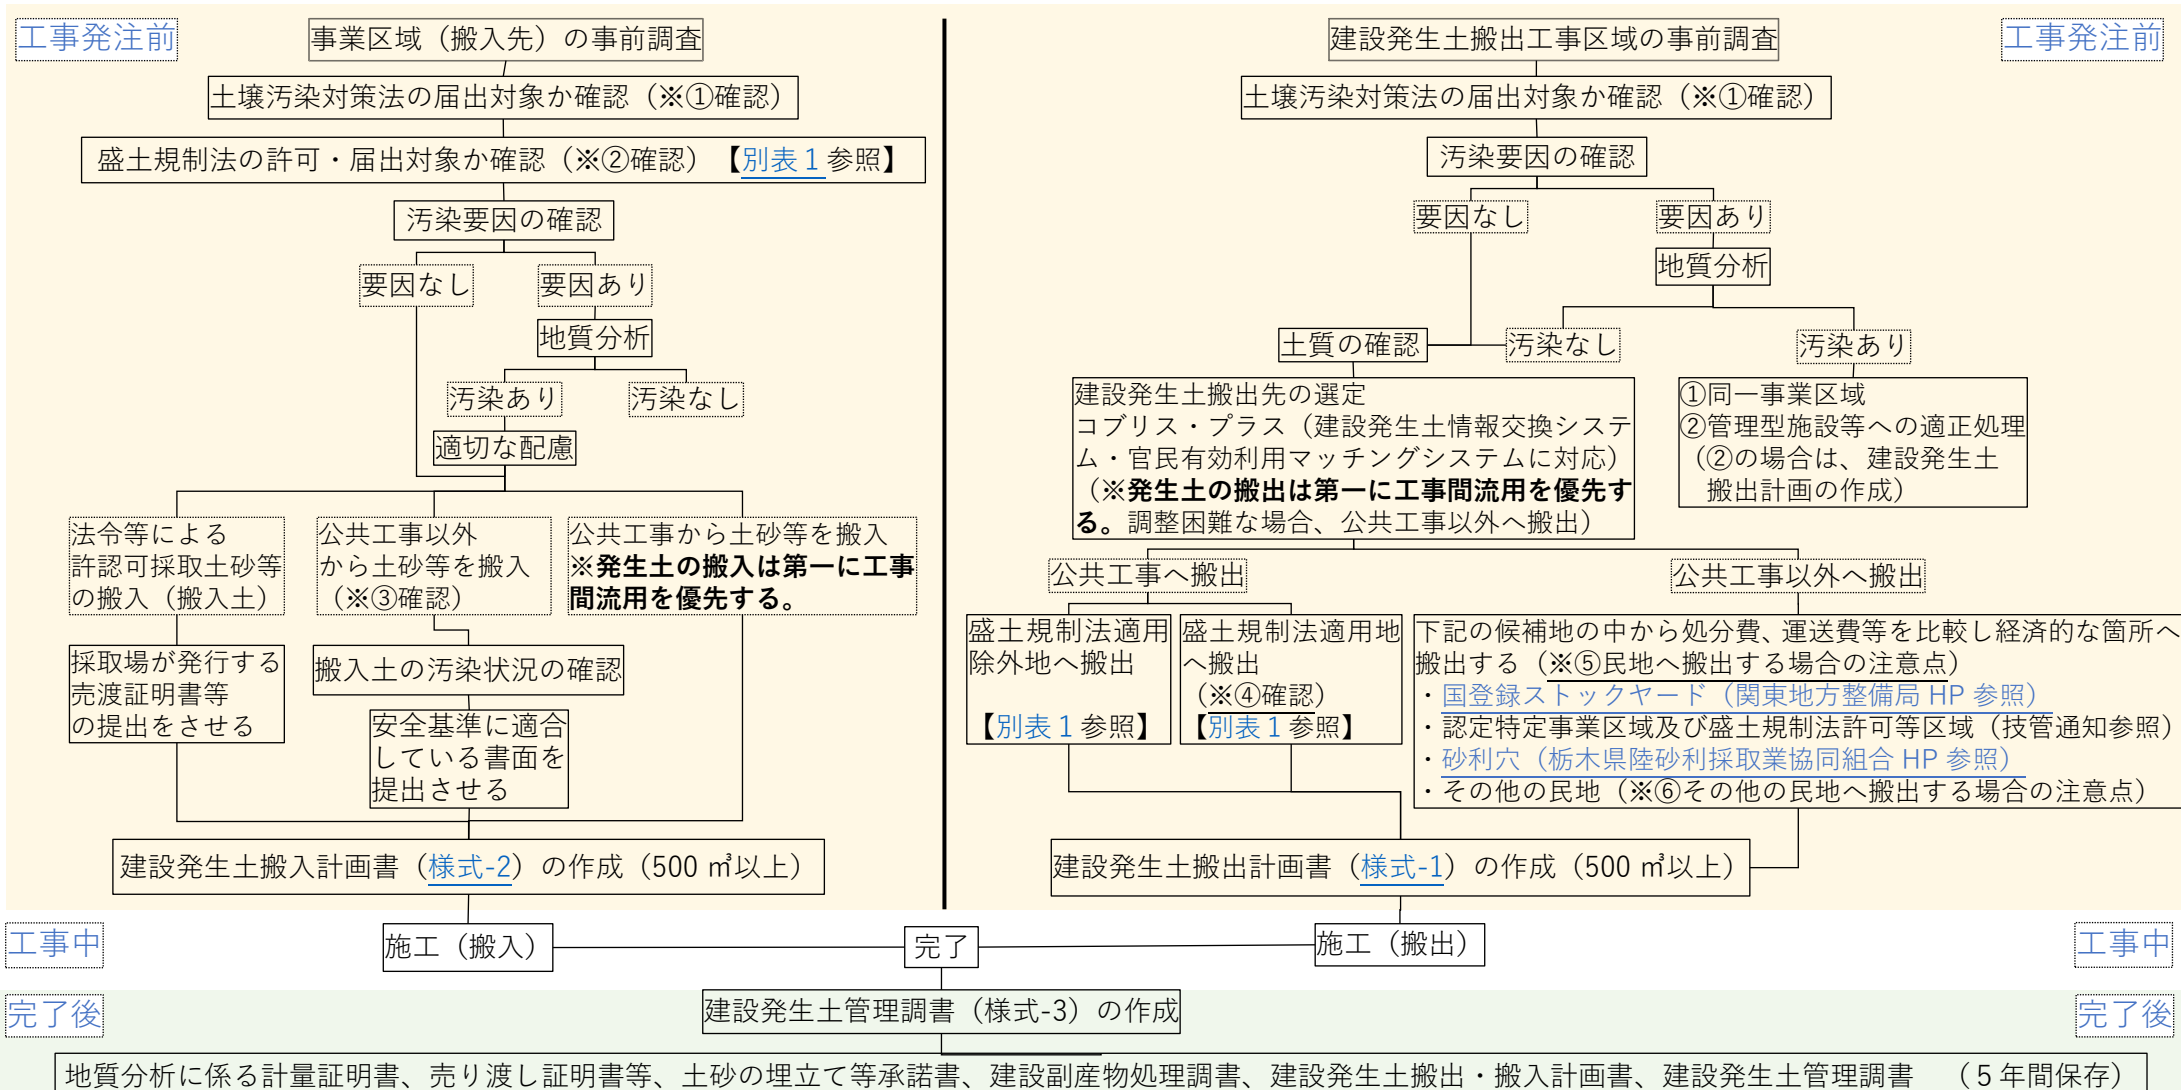 工事発注前
事業区域（搬入先）の事前調査
土壌汚染対策法の届出対象か確認（※①確認）
盛土規制法の許可・届出対象か確認（※②確認）【別表１参照】
汚染要因の確認
要因なし
要因あり
地質分析
汚染あり
汚染なし
適切な配慮
法令等による
許認可採取土砂等
の搬入（搬入土）
公共工事以外
から土砂等を搬入
（※③確認）
公共工事から土砂等を搬入
※発生土の搬入は第一に工事
間流用を優先する。
採取場が発行する
売渡証明書等
の提出をさせる
搬入土の汚染状況の確認
安全基準に適合
している書面を
提出させる
建設発生土搬入計画書（様式-2）の作成（500 ㎥以上）
建設発生土搬出工事区域の事前調査
工事発注前
土壌汚染対策法の届出対象か確認（※①確認）
汚染要因の確認
要因なし
要因あり
地質分析
土質の確認
汚染なし
汚染あり
建設発生土搬出先の選定
コブリス・プラス（建設発生土情報交換システ
ム・官民有効利用マッチングシステムに対応）
（※発生土の搬出は第一に工事間流用を優先す
る。調整困難な場合、公共工事以外へ搬出）
①同一事業区域
②管理型施設等への適正処理
（②の場合は、建設発生土
搬出計画の作成）
公共工事へ搬出
公共工事以外へ搬出
盛土規制法適用
除外地へ搬出
【別表１参照】
盛土規制法適用地
へ搬出
（※④確認）
【別表１参照】
下記の候補地の中から処分費、運送費等を比較し経済的な箇所へ
搬出する（※⑤民地へ搬出する場合の注意点）
・国登録ストックヤード（関東地方整備局 HP 参照）
・認定特定事業区域及び盛土規制法許可等区域（技管通知参照）
・砂利穴（栃木県陸砂利採取業協同組合 HP 参照）
・その他の民地（※⑥その他の民地へ搬出する場合の注意点）
建設発生土搬出計画書（様式-1）の作成（500 ㎥以上）
工事中
施工（搬入）
完了
施工（搬出）
工事中
完了後
建設発生土管理調書（様式-3）の作成
完了後
地質分析に係る計量証明書、売り渡し証明書等、土砂の埋立て等承諾書、建設副産物処理調書、建設発生土搬出・搬入計画書、建設発生土管理調書　（５年間保存）